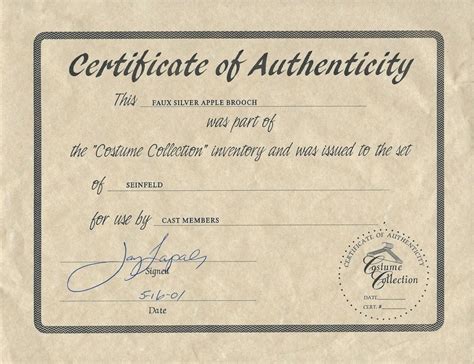 Certificate of Authenticity
This FAUX SILVER APPLE BROOCH
was part of
the "Costume Collection" inventory and was issued to the set
of SEINFELD
for use by CAST MEMBERS
Signed
5-16-01
Date
CERTIFICATE OF AUTHENTICITY
Costume
Collection
DATE
CERT. #